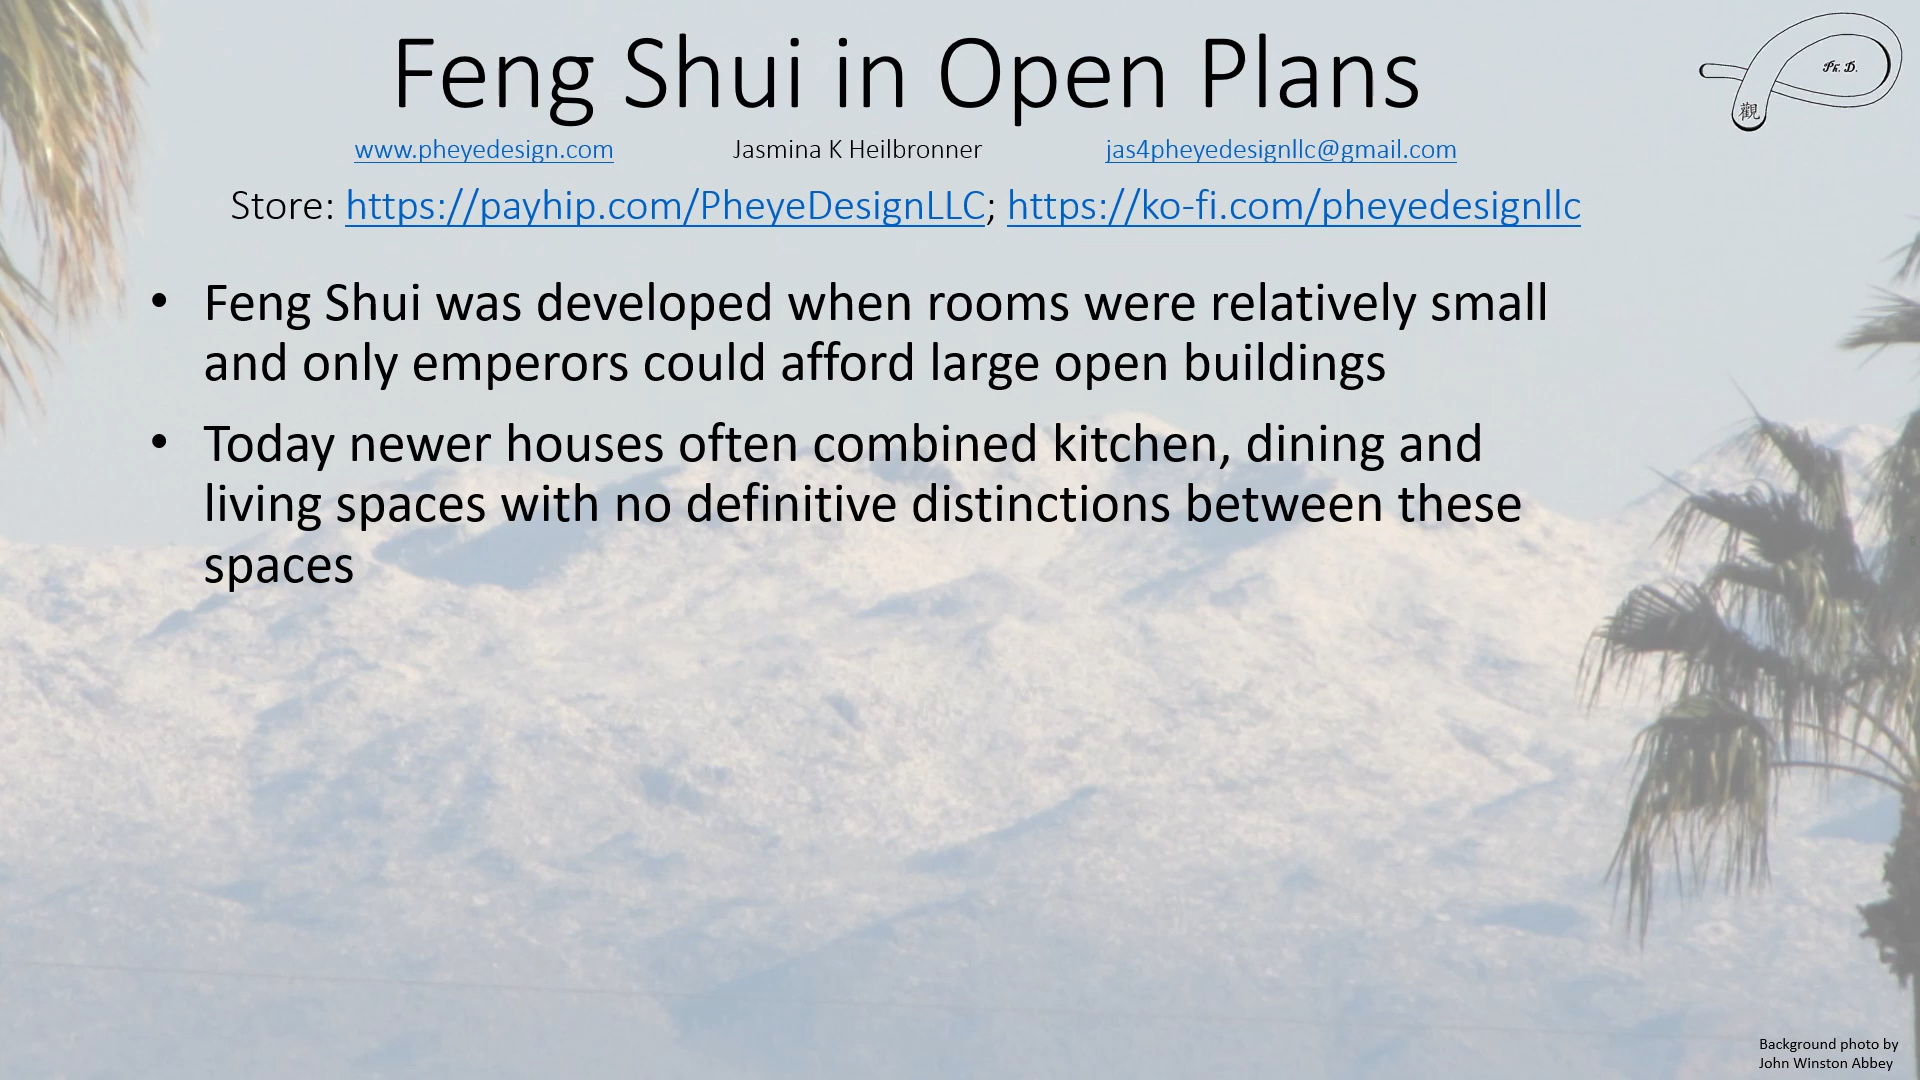 Feng Shui in Open Plans
Ph. D.
觀
www.pheyedesign.com Jasmina K Heilbronner jas4pheyedesignllc@gmail.com
Store: https://payhip.com/PheyeDesignLLC; https://ko-fi.com/pheyedesignllc
• Feng Shui was developed when rooms were relatively small
and only emperors could afford large open buildings
• Today newer houses often combined kitchen, dining and
living spaces with no definitive distinctions between these
spaces
Background photo by
John Winston Abbey